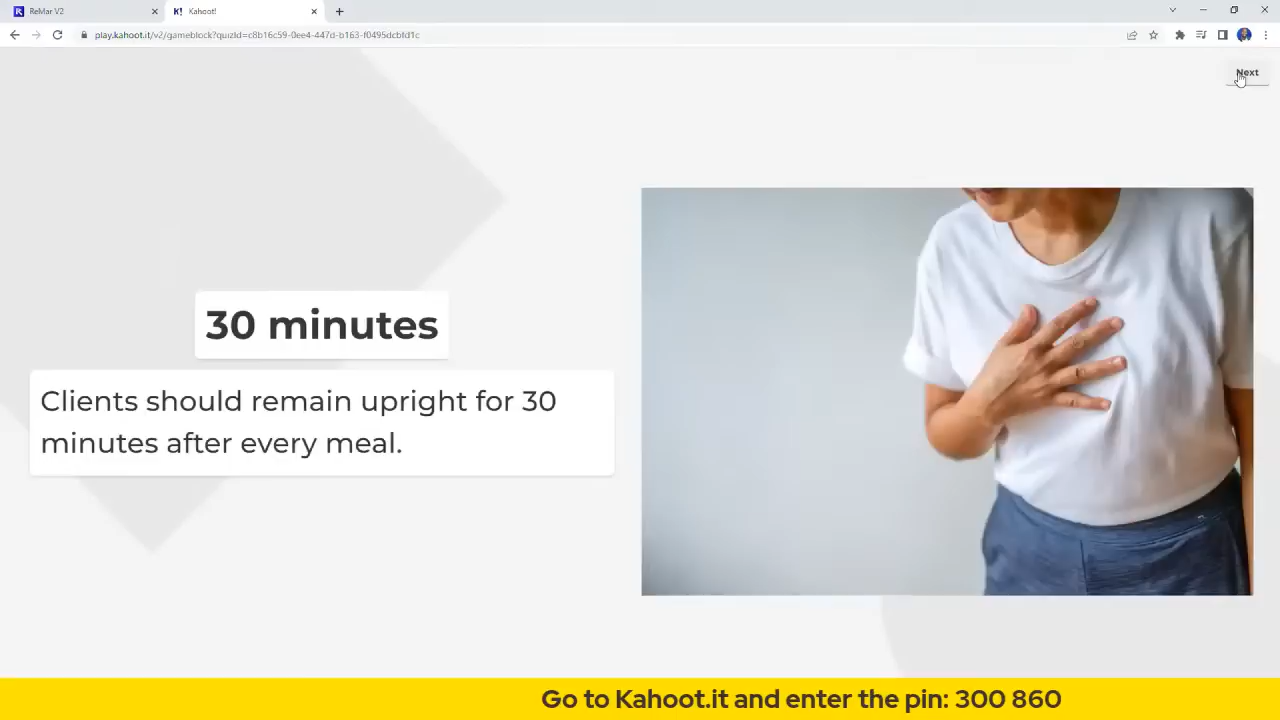 ReMar V2
K! Kahoot!
play.kahoot.it/v2/gameblock?quizId=c8b16c59-0ee4-447d-b163-f0495dcbfd1c
Next
30 minutes
Clients should remain upright for 30
minutes after every meal.
Go to Kahoot.it and enter the pin: 300 860